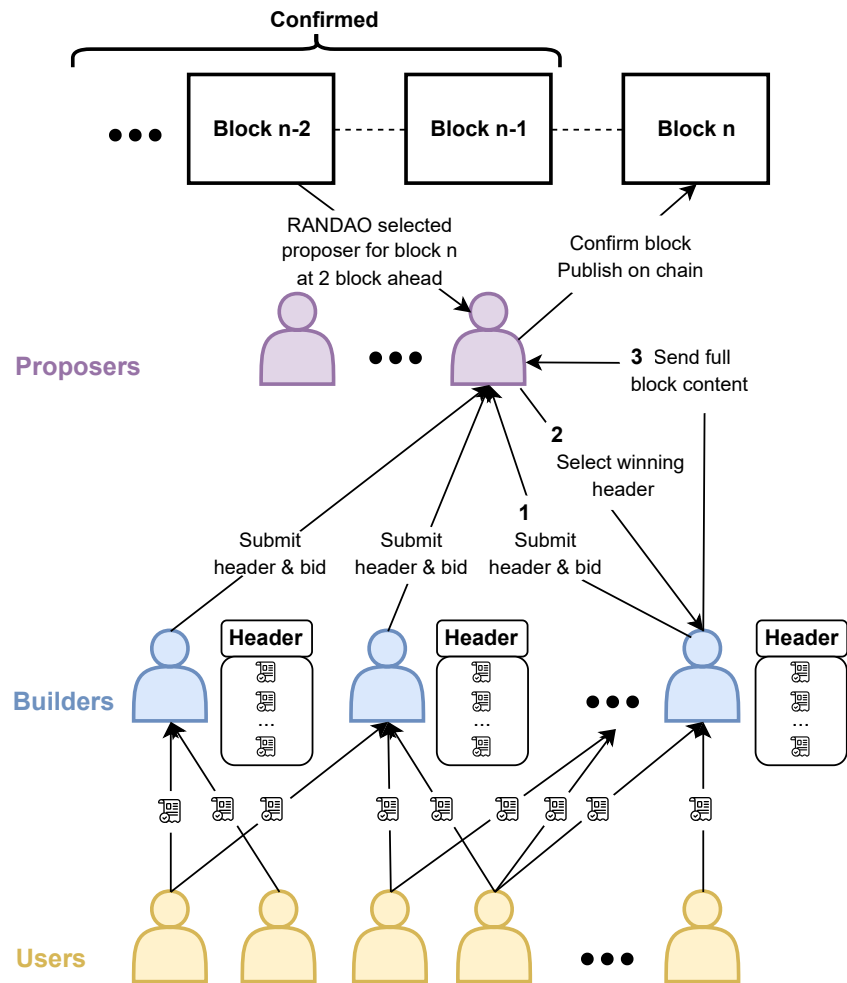 Confirmed
Block n-2
Block n-1
Block n
RANDAO selected
proposer for block n
at 2 block ahead
Confirm block
Publish on chain
Proposers
3 Send full
block content
2
Select winning
header
1
Submit
header & bid
Submit
header & bid
Submit
header & bid
Header
Header
Header
Builders
...
...
...
Users